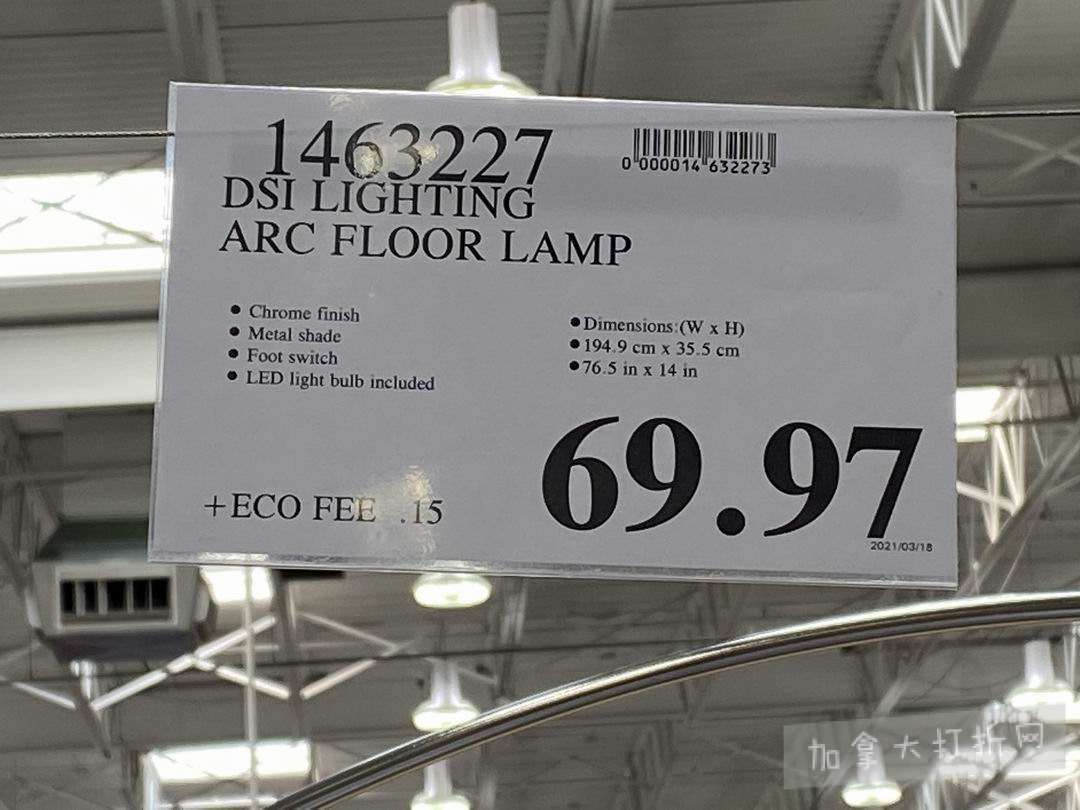 1463227
0 000014 632273
DSI LIGHTING
ARC FLOOR LAMP
• Chrome finish
• Metal shade
• Foot switch
• LED light bulb included
• Dimensions:(W x H)
• 194.9 cm x 35.5 cm
• 76.5 in x 14 in
+ECO FEE .15
69.97
2021/03/18
加拿大打折网